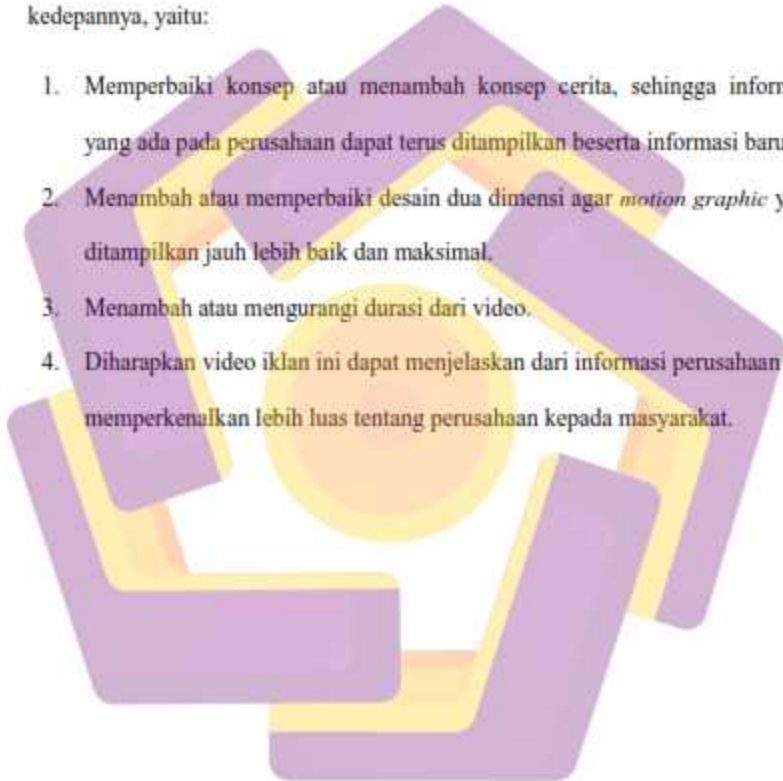 kedepannya, yaitu:
1. Memperbaiki konsep atau menambah konsep cerita, sehingga inform
yang ada pada perusahaan dapat terus ditampilkan beserta informasi baru
2. Menambah atau memperbaiki desain dua dimensi agar motion graphic y
ditampilkan jauh lebih baik dan maksimal.
3. Menambah atau mengurangi durasi dari video.
4. Diharapkan video iklan ini dapat menjelaskan dari informasi perusahaan
memperkenalkan lebih luas tentang perusahaan kepada masyarakat.